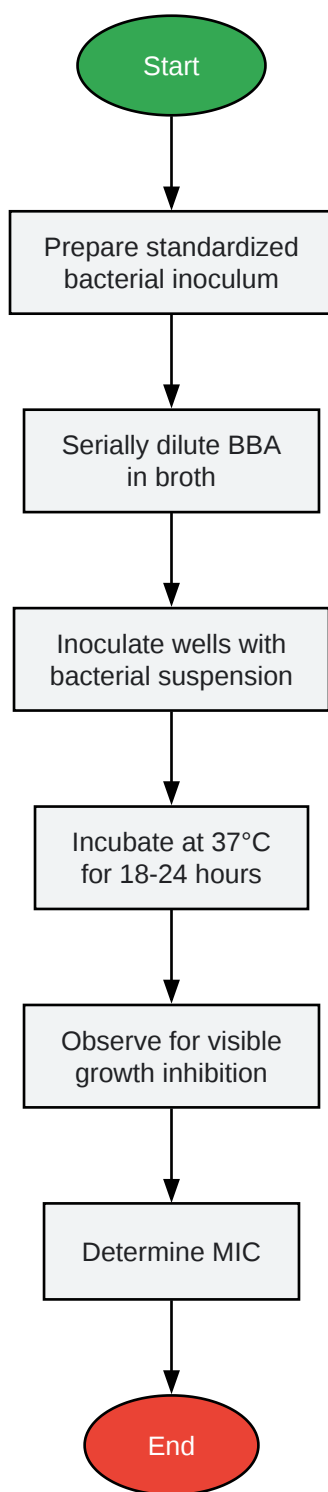 Start
Prepare standardized
bacterial inoculum
Serially dilute BBA
in broth
Inoculate wells with
bacterial suspension
Incubate at 37°C
for 18-24 hours
Observe for visible
growth inhibition
Determine MIC
End